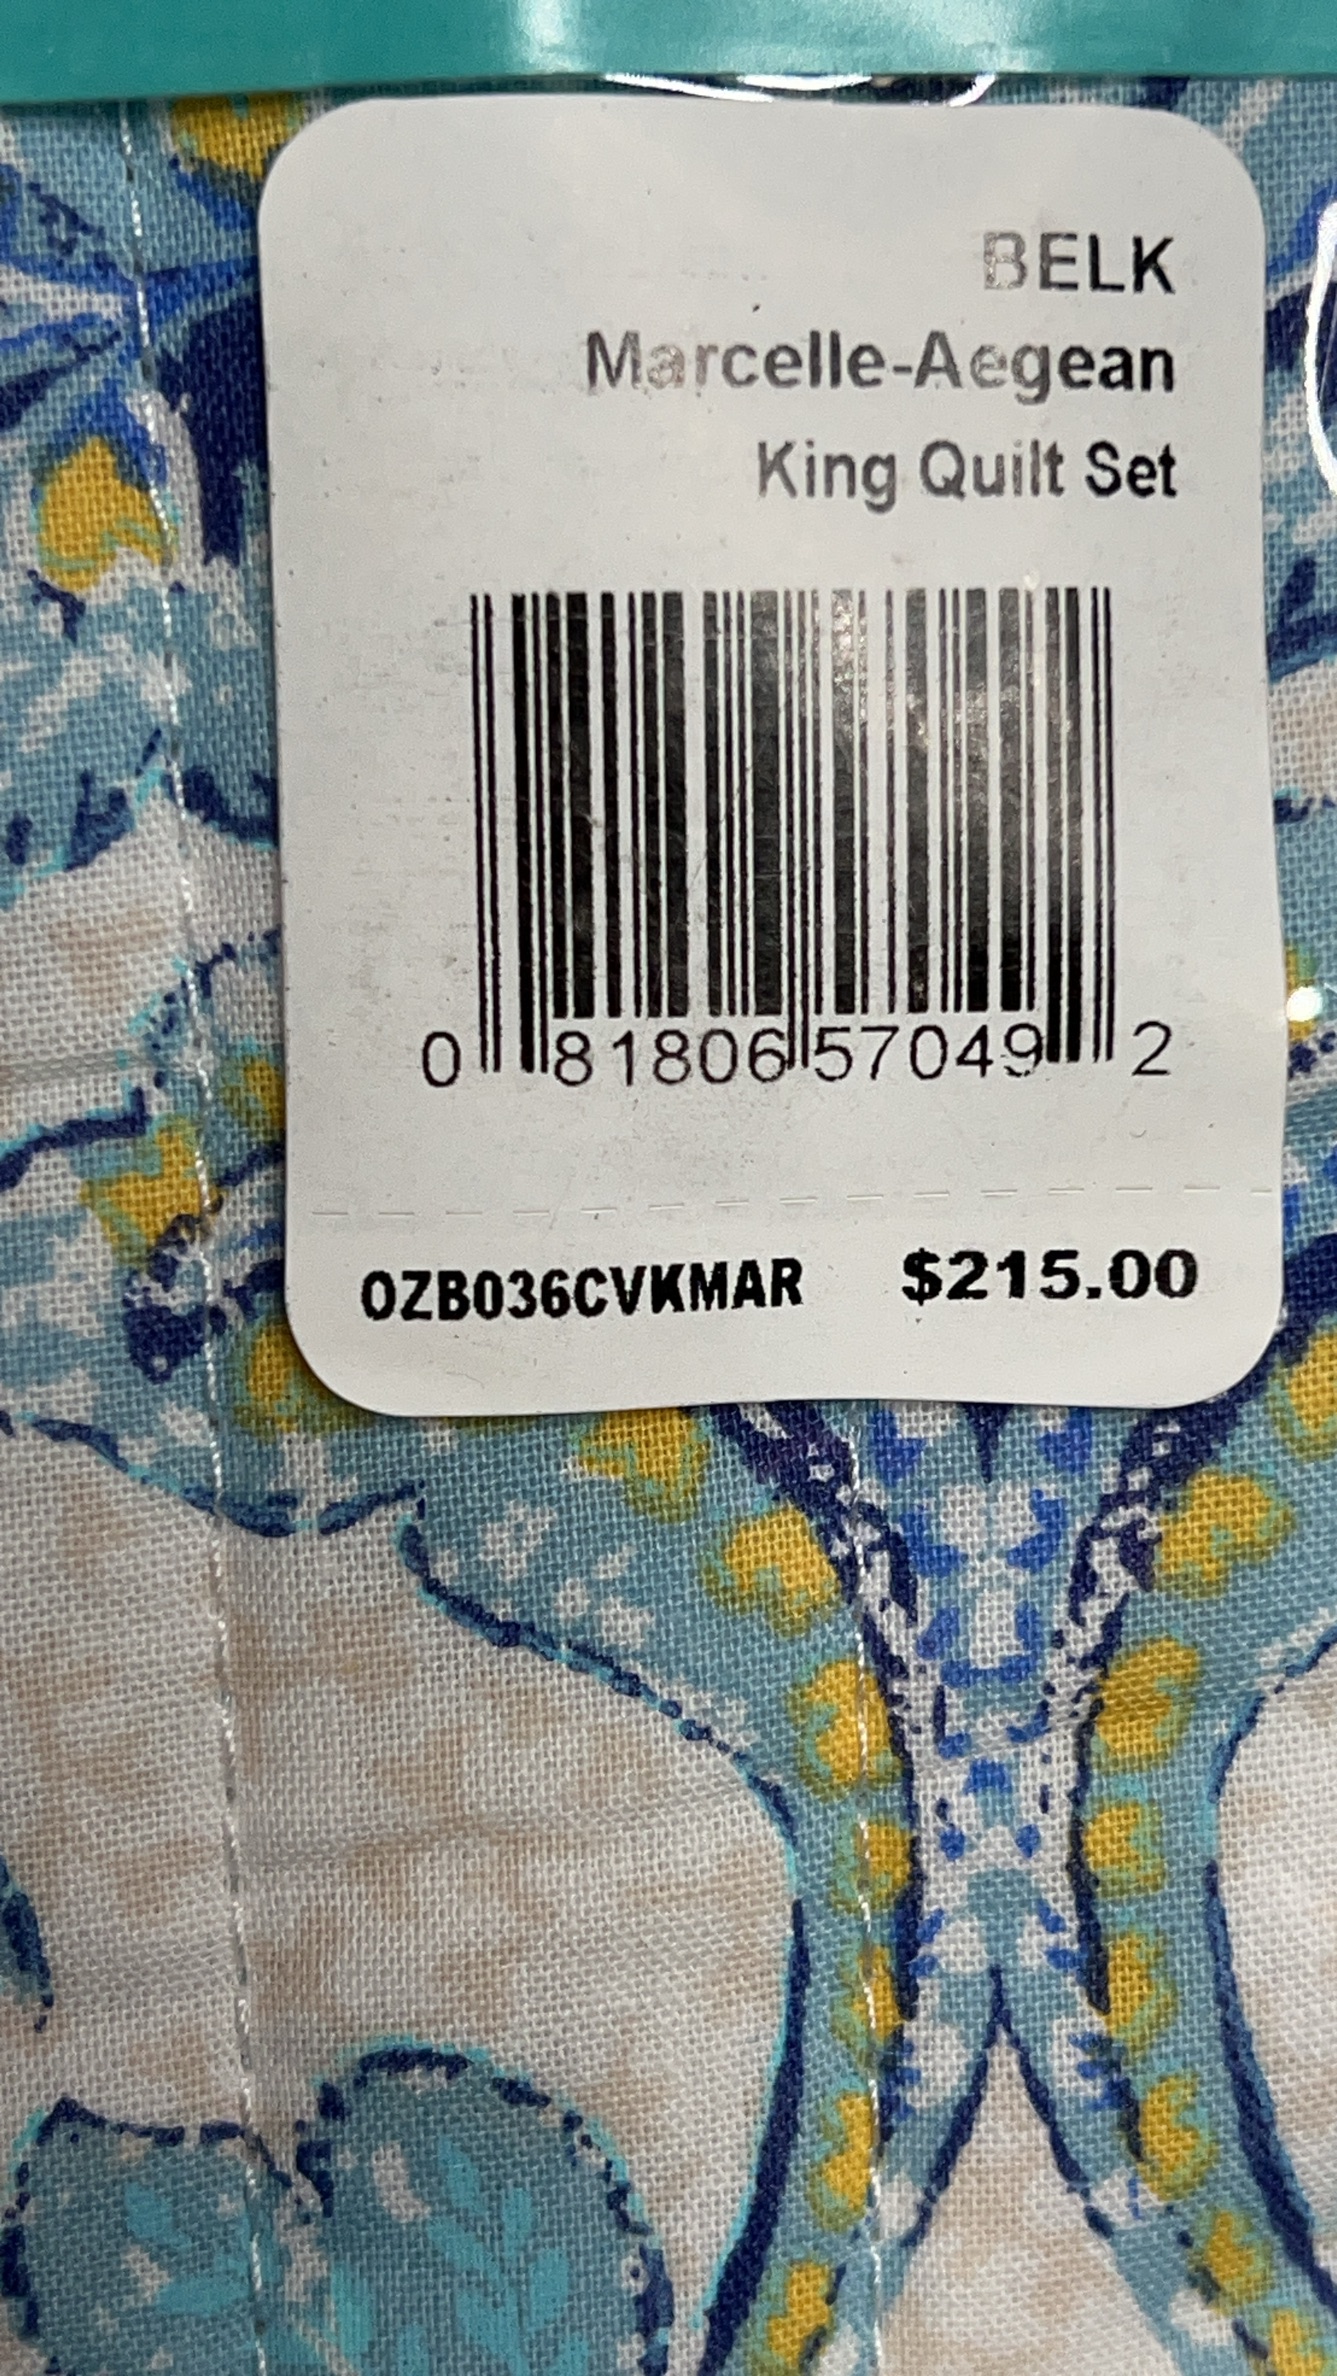 BELK
Marcelle-Aegean
King Quilt Set
0 81806 57049 2
OZB036CVKMAR $215.00